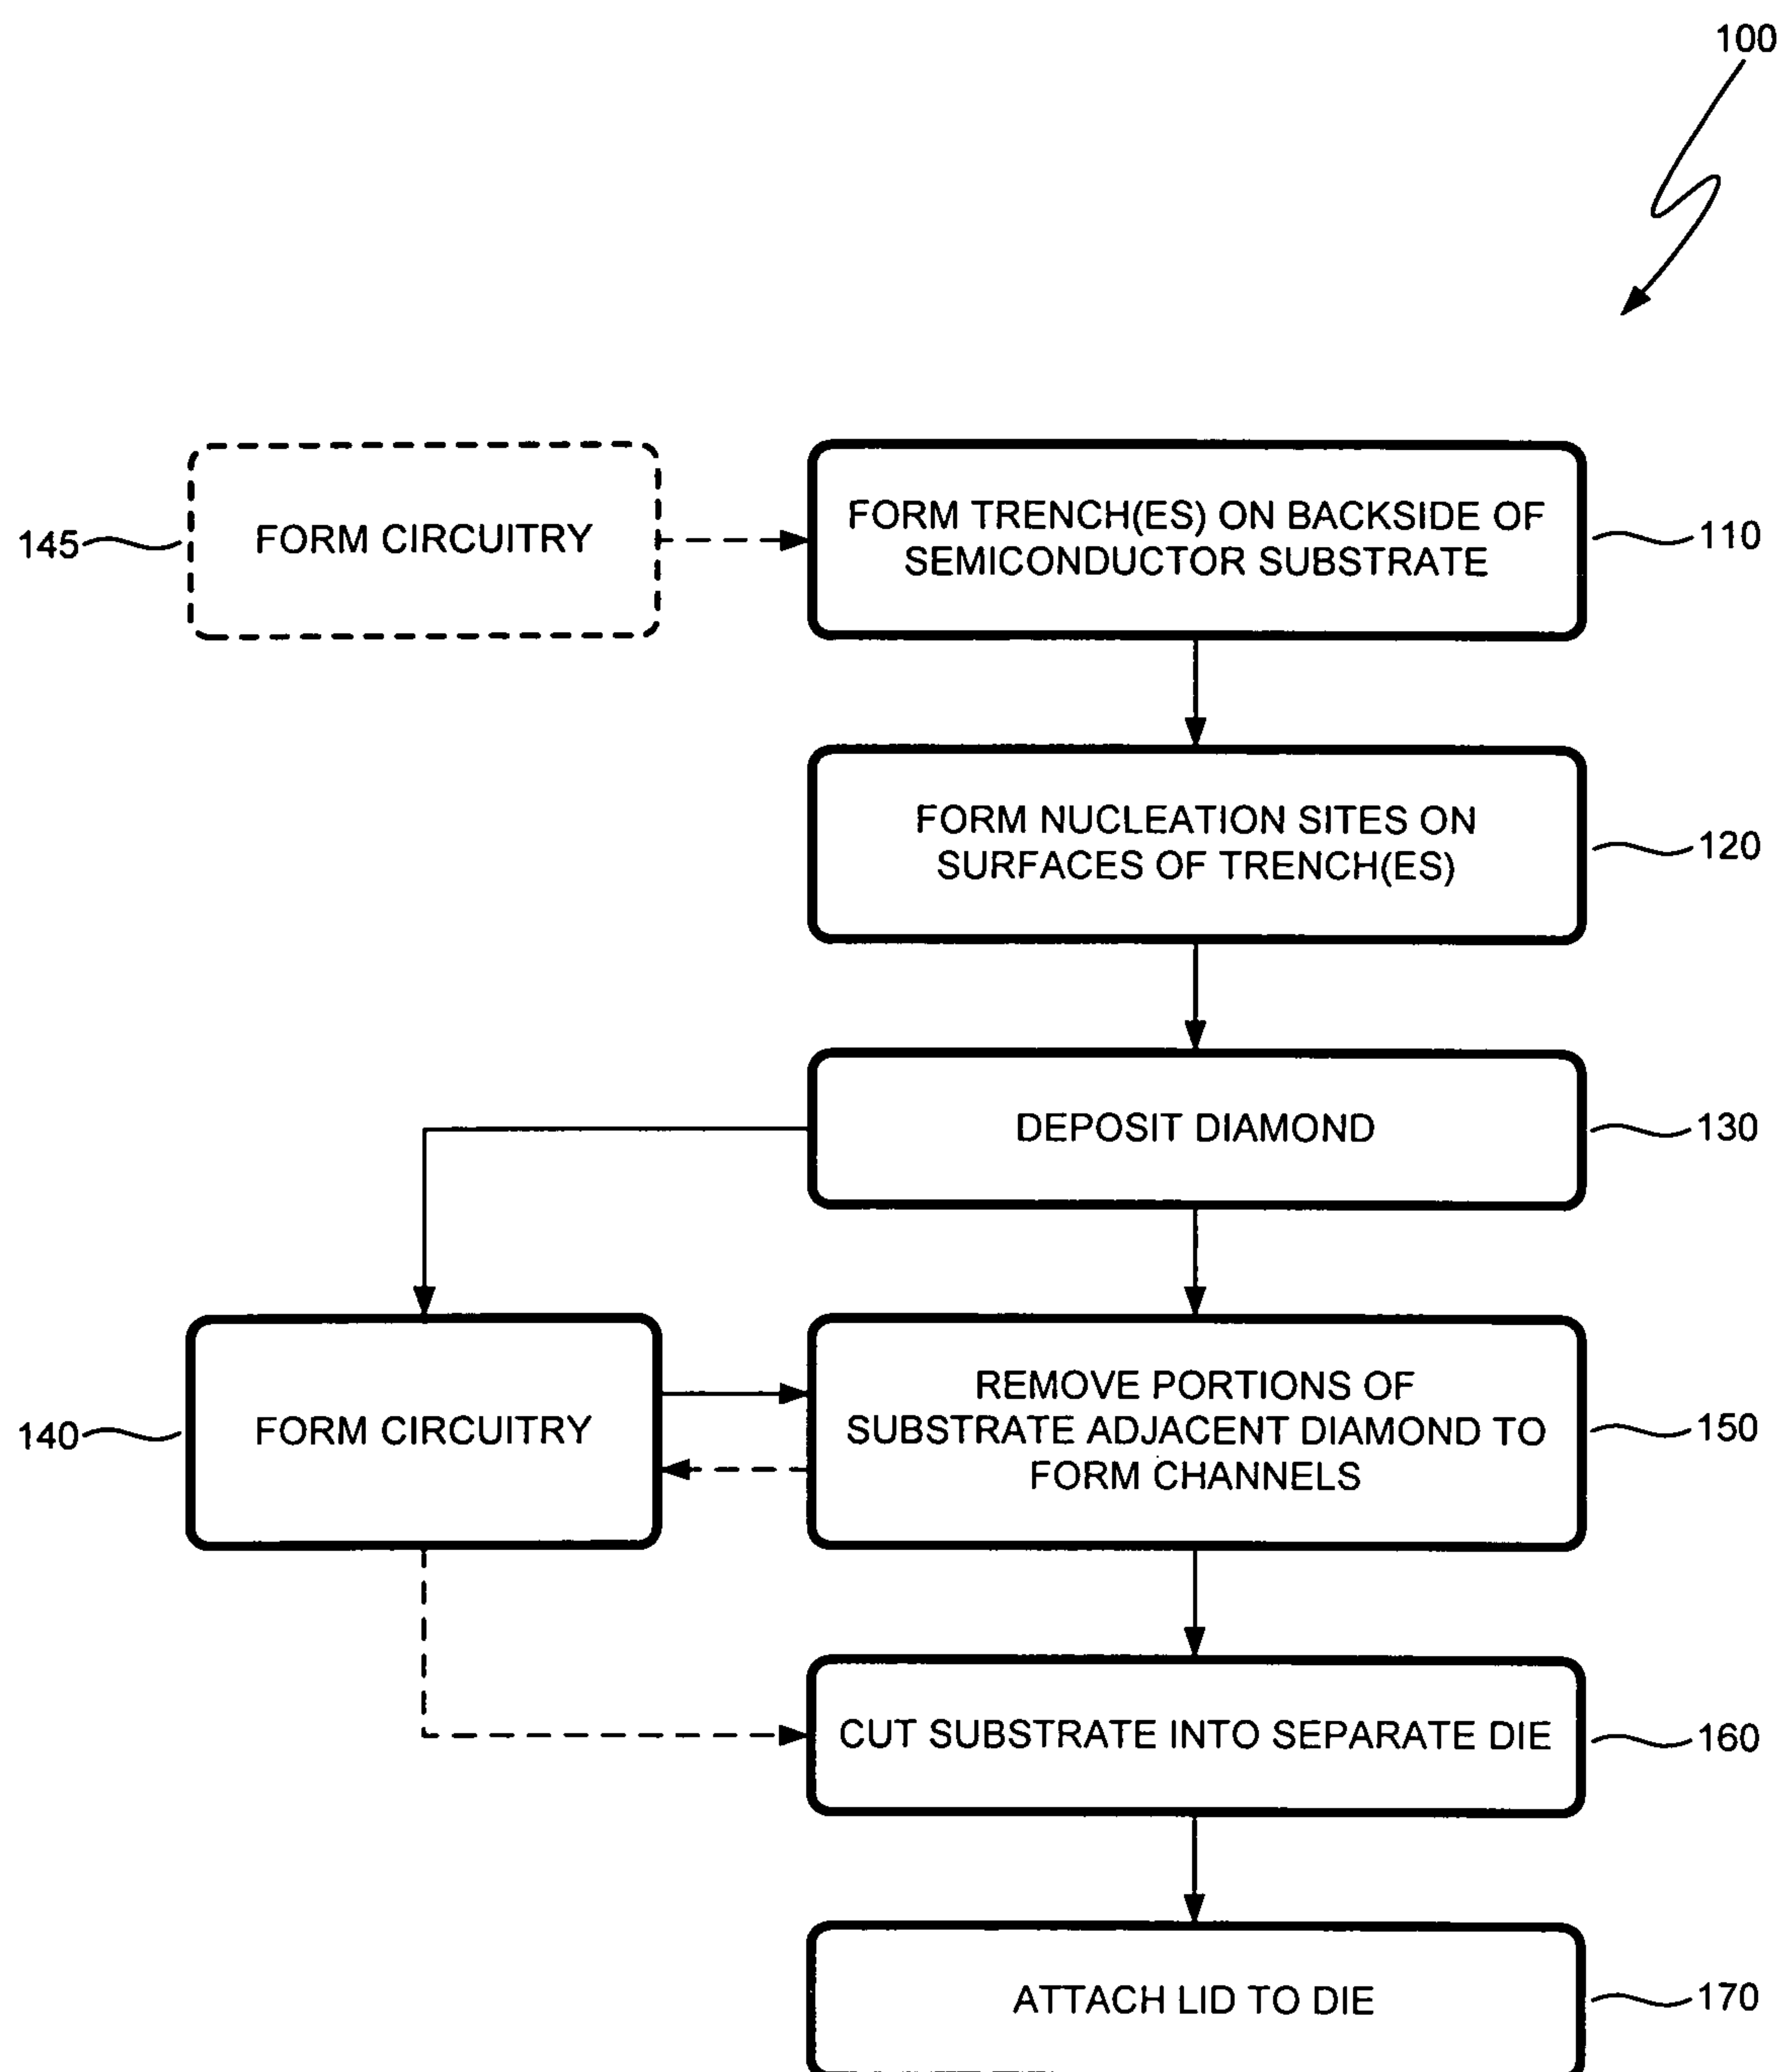 100
145
FORM CIRCUITRY
FORM TRENCH(ES) ON BACKSIDE OF
SEMICONDUCTOR SUBSTRATE
110
FORM NUCLEATION SITES ON
SURFACES OF TRENCH(ES)
120
DEPOSIT DIAMOND
130
140
FORM CIRCUITRY
REMOVE PORTIONS OF
SUBSTRATE ADJACENT DIAMOND TO
FORM CHANNELS
150
CUT SUBSTRATE INTO SEPARATE DIE
160
ATTACH LID TO DIE
170